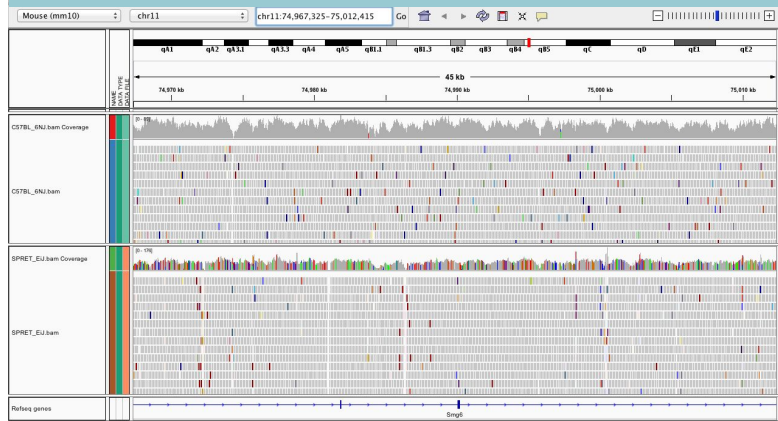 Mouse (mm10) chr11 chr11:74,967,325-75,012,415 Go
qA1 qA2 qA3.1 qA3.3 qA4 qA5 qB1.1 qB1.3 qB2 qB3 qB4 qB5 qC qD qE1 qE2
45 kb
74,970 kb 74,980 kb 74,990 kb 75,000 kb 75,010 kb
NAME
DATA TYPE
DATA FILE
C57BL_6NJ.bam Coverage
C57BL_6NJ.bam
[0 - 176]
SPRET_EiJ.bam Coverage
SPRET_EiJ.bam
Refseq genes
Smg6